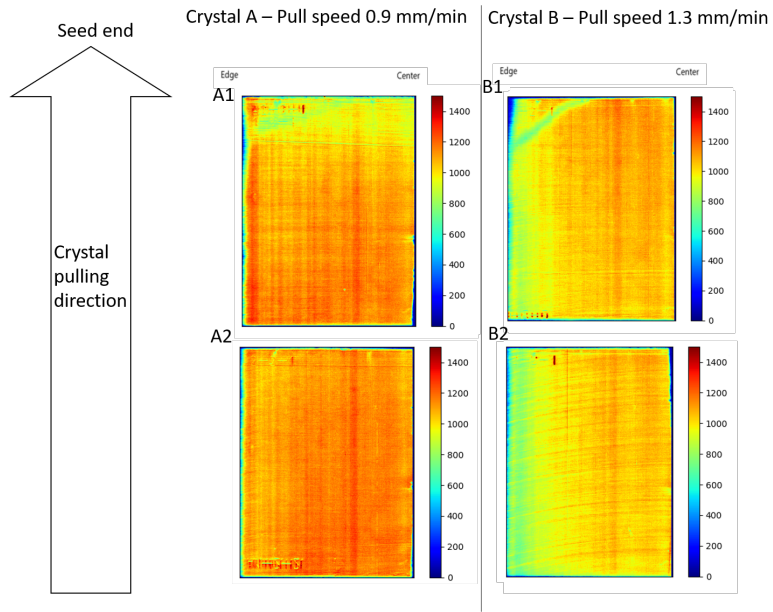 Crystal A – Pull speed 0.9 mm/min
Crystal B – Pull speed 1.3 mm/min
Seed end
Edge Center
Edge Center
A1
B1
1400
1200
1000
800
600
400
200
0
1400
1200
1000
800
600
400
200
0
Crystal
pulling
direction
A2
B2
1400
1200
1000
800
600
400
200
0
1400
1200
1000
800
600
400
200
0